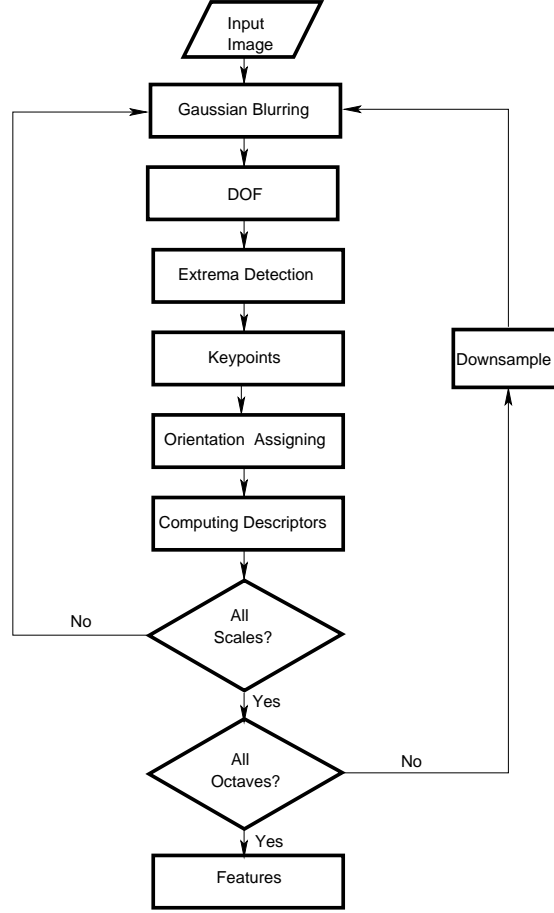 Input
Image
Gaussian Blurring
DOF
Extrema Detection
Keypoints
Downsample
Orientation Assigning
Computing Descriptors
All
Scales?
No
Yes
All
Octaves?
No
Yes
Features